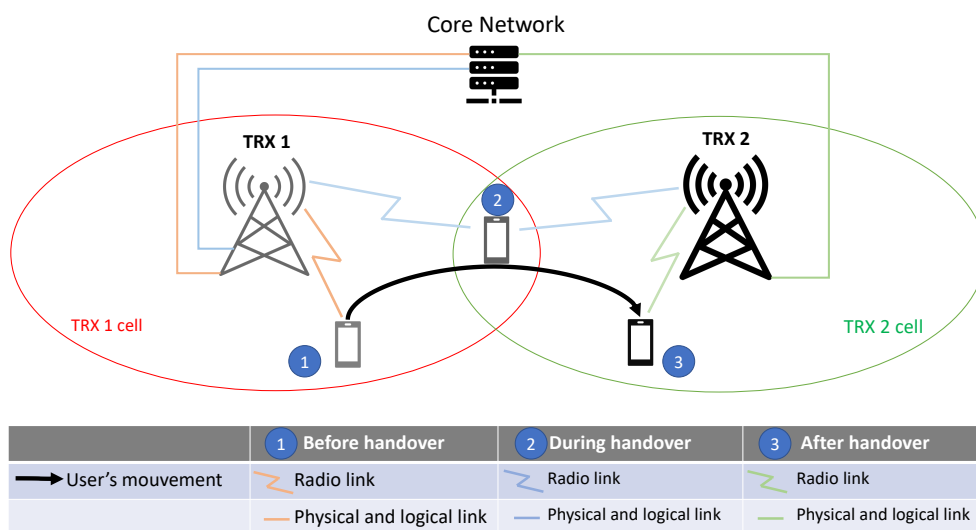 Core Network
TRX 1
TRX 2
2
TRX 1 cell
TRX 2 cell
1
3
1 Before handover
2 During handover
3 After handover
User's mouvement
Radio link
Radio link
Radio link
Physical and logical link
Physical and logical link
Physical and logical link